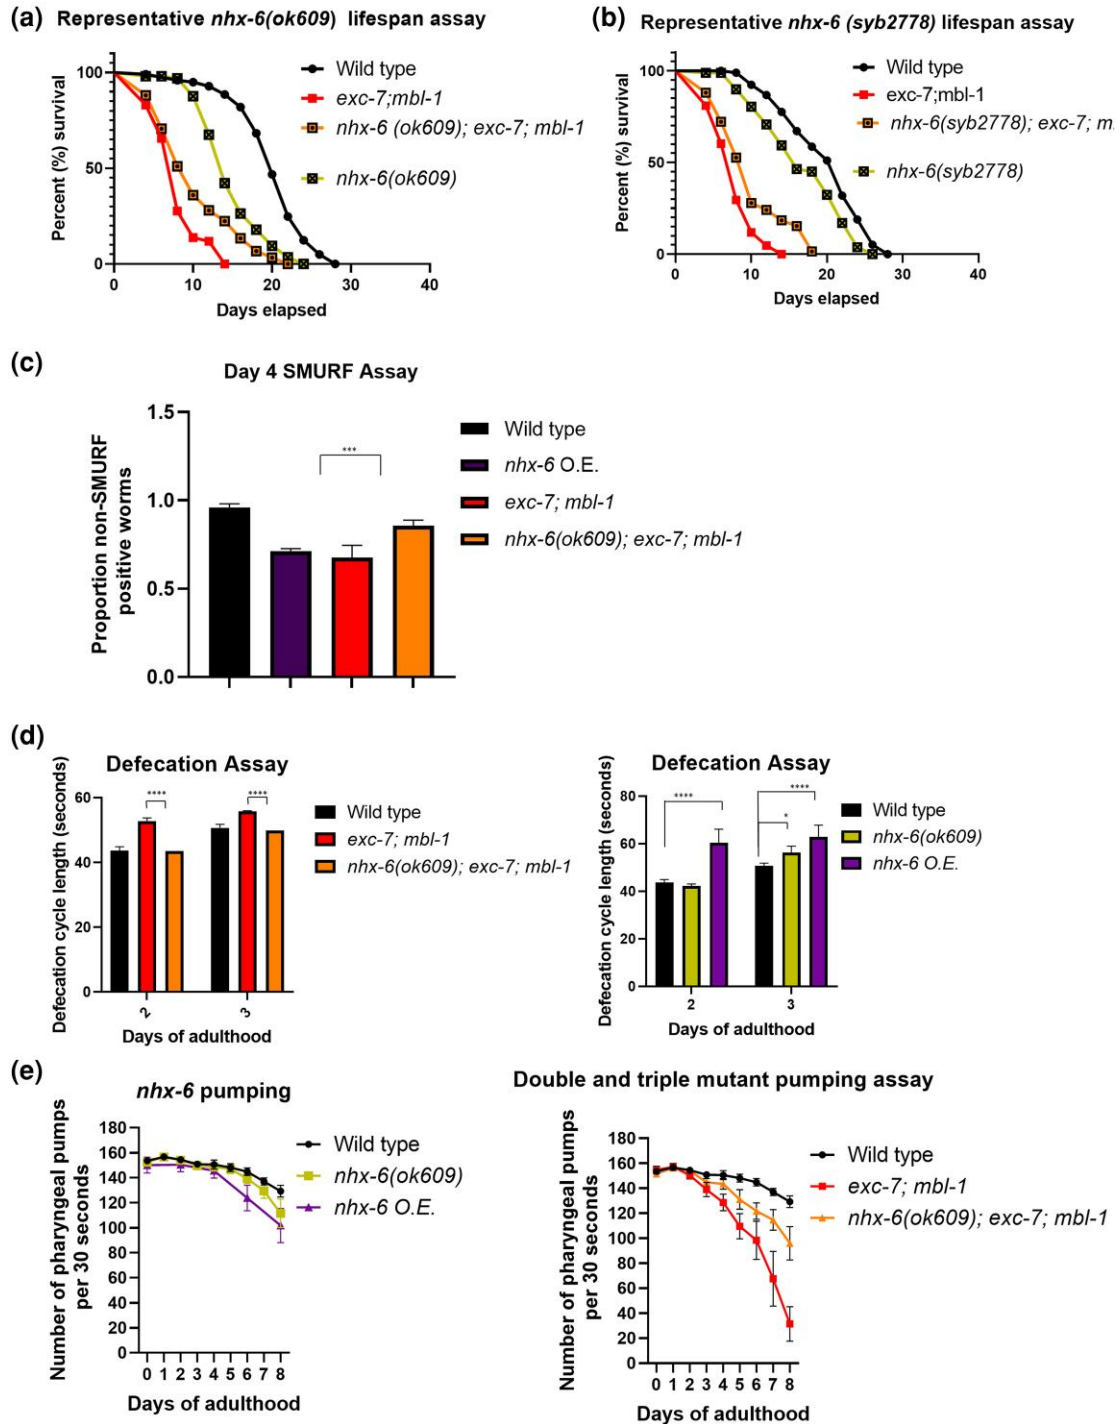 (a) Representative nhx-6(ok609) lifespan assay
Percent (%) survival
100
50
0
0 10 20 30 40
Days elapsed
Wild type
exc-7;mbl-1
nhx-6 (ok609); exc-7; mbl-1
nhx-6(ok609)
(b) Representative nhx-6 (syb2778) lifespan assay
Percent (%) survival
100
50
0
0 10 20 30 40
Days elapsed
Wild type
exc-7;mbl-1
nhx-6(syb2778); exc-7; m
nhx-6(syb2778)
(c)
Day 4 SMURF Assay
Proportion non-SMURF
positive worms
1.5
1.0
0.5
0.0
***
Wild type
nhx-6 O.E.
exc-7; mbl-1
nhx-6(ok609); exc-7; mbl-1
(d)
Defecation Assay
Defecation cycle length (seconds)
60
40
20
0
**** ****
2 3
Days of adulthood
Wild type
exc-7; mbl-1
nhx-6(ok609); exc-7; mbl-1
Defecation Assay
Defecation cycle length (seconds)
80
60
40
20
0
**** **** *
2 3
Days of adulthood
Wild type
nhx-6(ok609)
nhx-6 O.E.
(e)
nhx-6 pumping
Number of pharyngeal pumps
per 30 seconds
180
160
140
120
100
80
60
40
20
0
0 1 2 3 4 5 6 7 8
Days of adulthood
Wild type
nhx-6(ok609)
nhx-6 O.E.
Double and triple mutant pumping assay
Number of pharyngeal pumps
per 30 seconds
180
160
140
120
100
80
60
40
20
0
0 1 2 3 4 5 6 7 8
Days of adulthood
Wild type
exc-7; mbl-1
nhx-6(ok609); exc-7; mbl-1